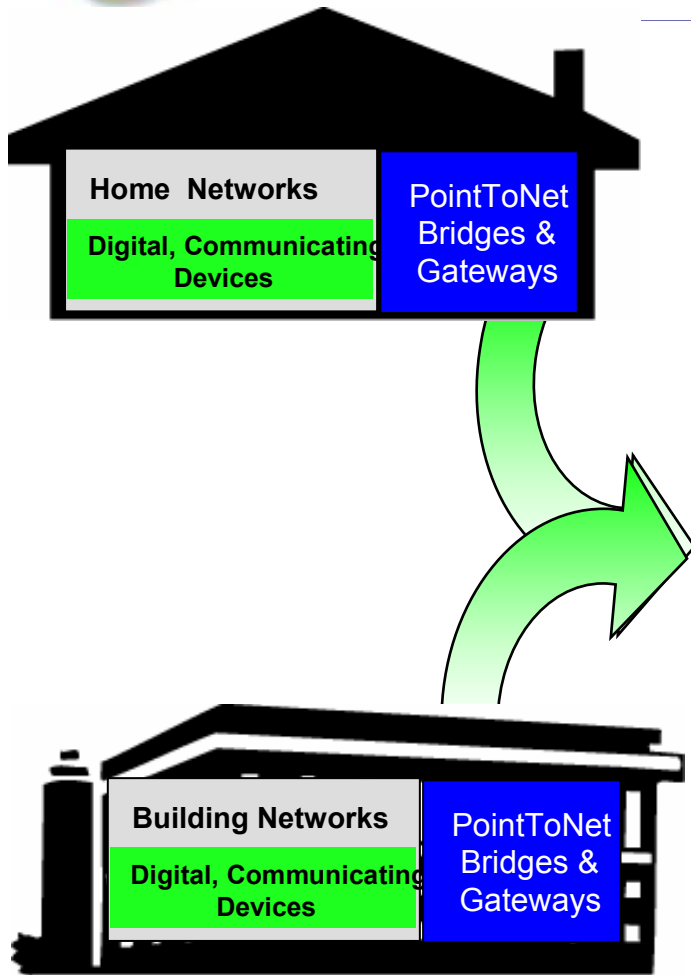 Home Networks
Digital, Communicating
Devices
PointToNet
Bridges &
Gateways
Building Networks
Digital, Communicating
Devices
PointToNet
Bridges &
Gateways